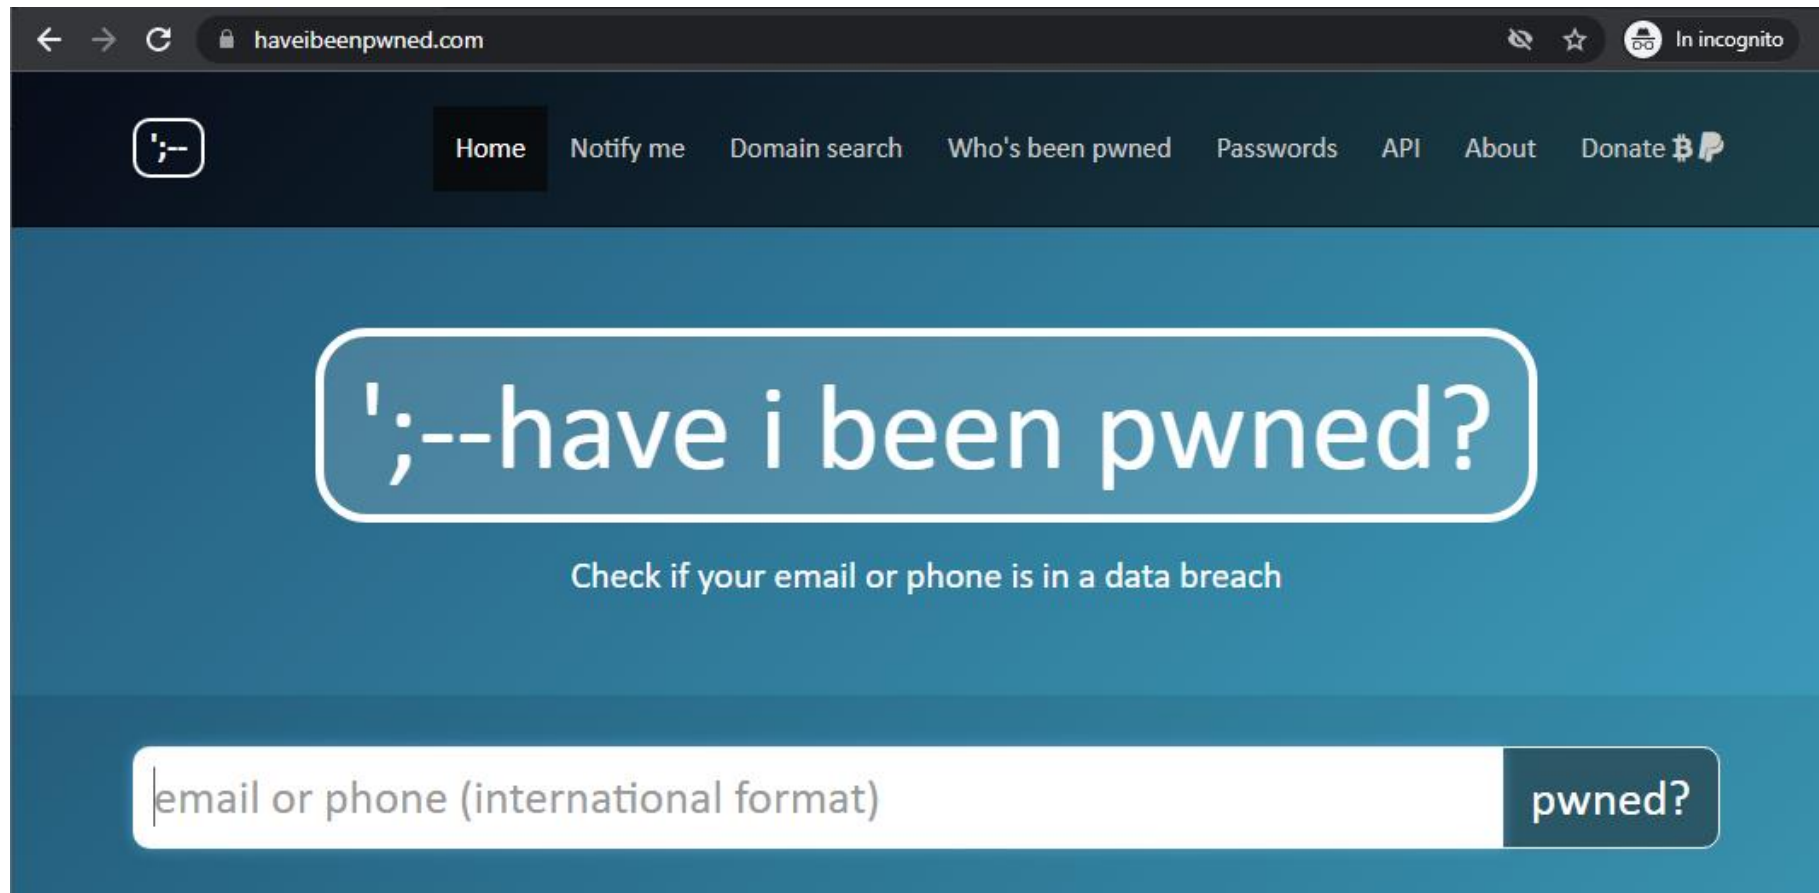 haveibeenpwned.com In incognito
';-- Home Notify me Domain search Who's been pwned Passwords API About Donate
';--have i been pwned?
Check if your email or phone is in a data breach
email or phone (international format) pwned?